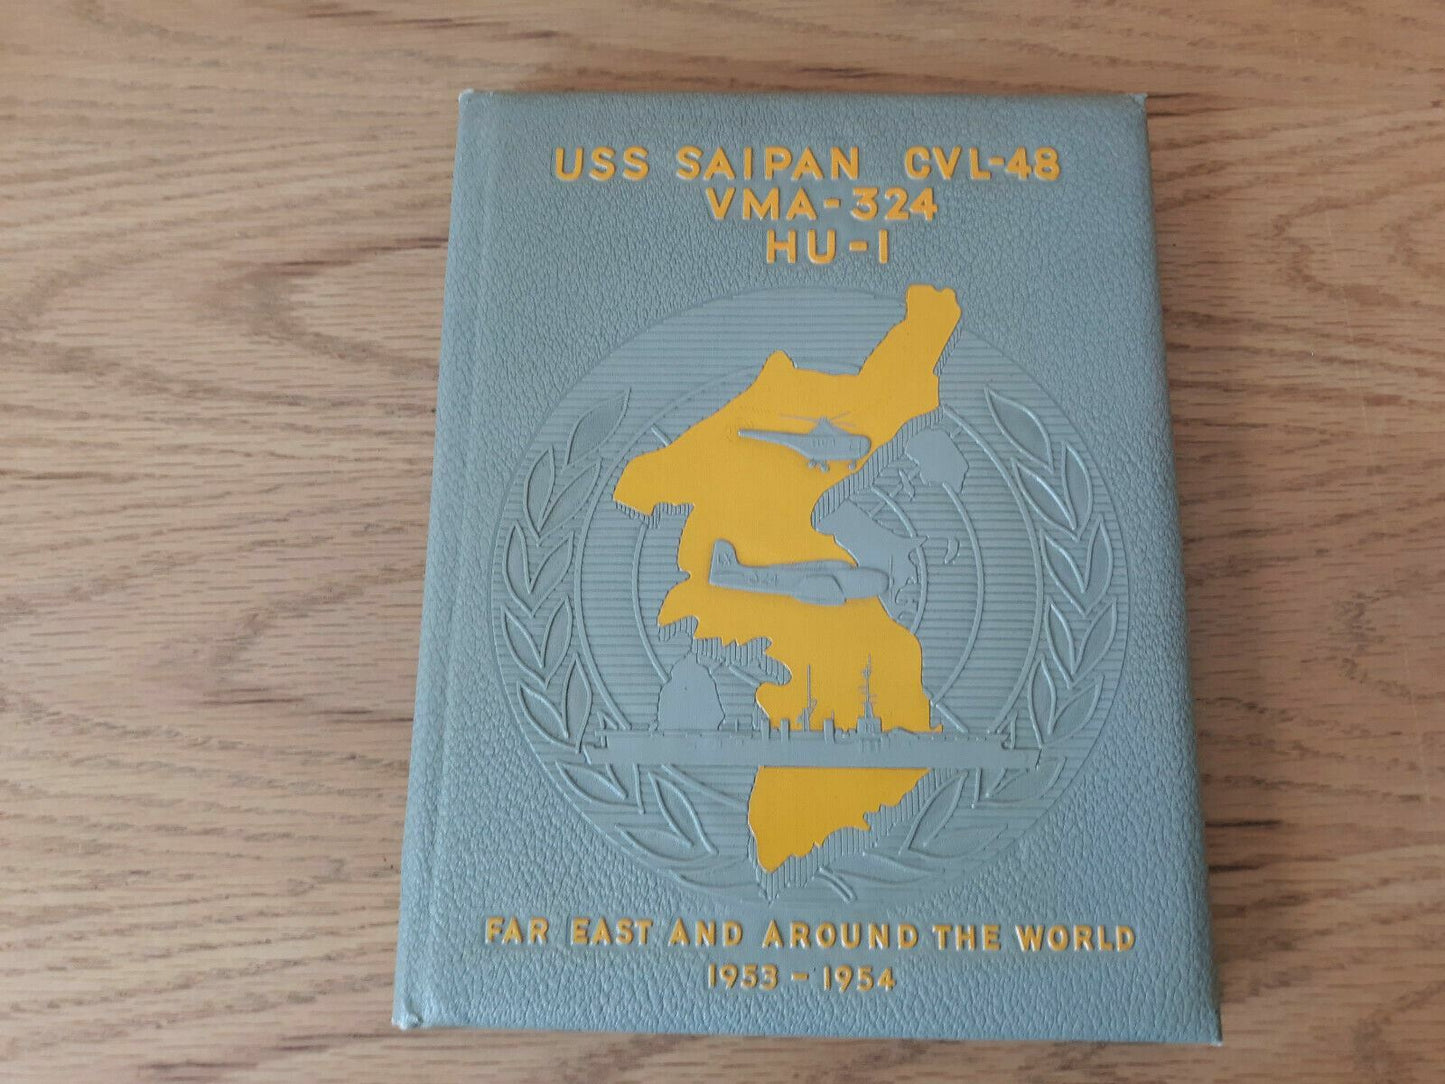 USS SAIPAN CVL-48
VMA-324
HU-1
FAR EAST AND AROUND THE WORLD
1953-1954